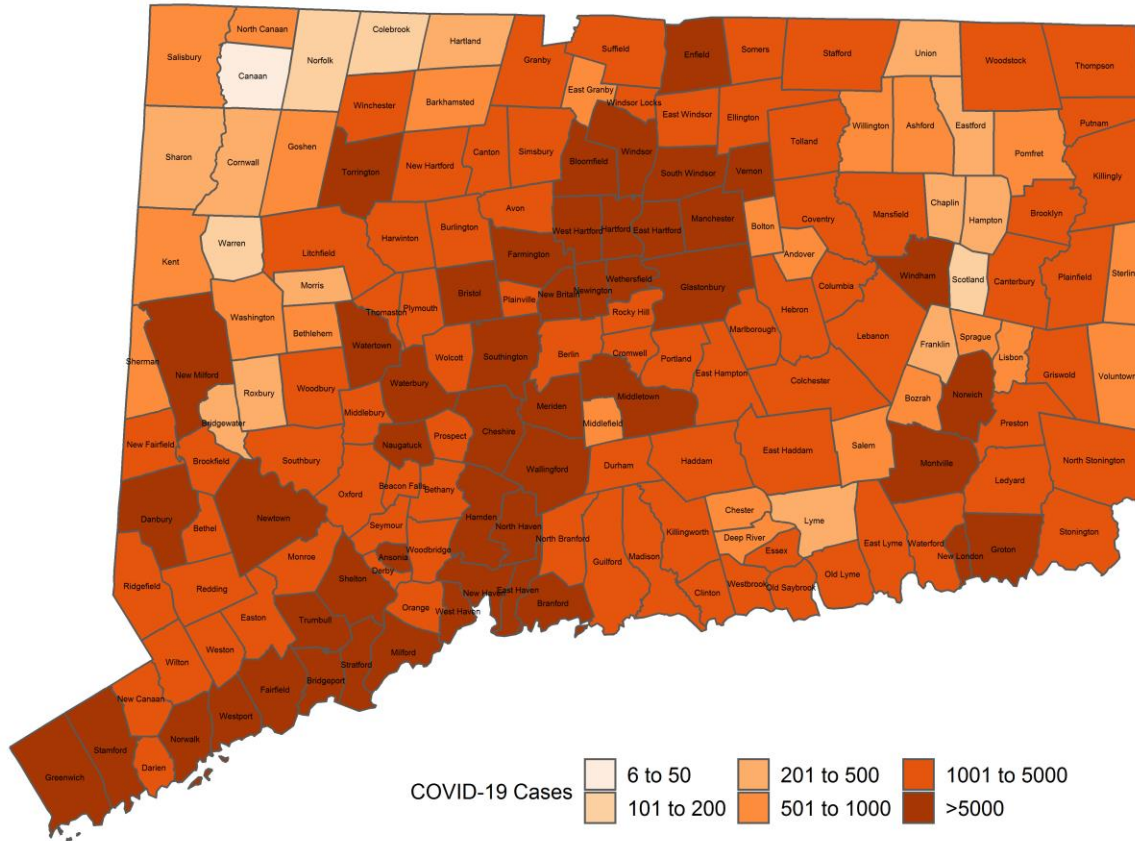 North Canaan
Colebrook
Hartland
Salisbury
Norfolk
Canaan
Granby
Suffield
Enfield
Somers
Stafford
Union
Woodstock
Thompson
Winchester
Barkhamsted
East Granby
Windsor Locks
East Windsor
Ellington
Willington
Ashford
Eastford
Putnam
Pomfret
Sharon
Cornwall
Goshen
Torrington
New Hartford
Canton
Simsbury
Bloomfield
Windsor
South Windsor
Vernon
Tolland
Killingly
Kent
Warren
Litchfield
Harwinton
Burlington
Avon
West Hartford
Hartford
East Hartford
Manchester
Bolton
Coventry
Mansfield
Chaplin
Hampton
Brooklyn
Andover
Farmington
Morris
Bristol
Plainville
New Britain
Newington
Wethersfield
Glastonbury
Hebron
Columbia
Windham
Scotland
Canterbury
Plainfield
Sterlin
Washington
Bethlehem
Thomaston
Plymouth
Watertown
Wolcott
Southington
Berlin
Rocky Hill
Cromwell
Portland
Marlborough
East Hampton
Lebanon
Franklin
Sprague
Lisbon
Sherman
New Milford
Roxbury
Woodbury
Waterbury
Meriden
Middletown
Middlefield
Colchester
Bozrah
Norwich
Griswold
Voluntown
Bridgewater
Middlebury
Naugatuck
Prospect
Cheshire
New Fairfield
Brookfield
Southbury
Wallingford
Durham
Haddam
East Haddam
Salem
Montville
Preston
Ledyard
North Stonington
Oxford
Beacon Falls
Bethany
Danbury
Bethel
Newtown
Seymour
Woodbridge
Hamden
North Haven
North Branford
Guilford
Madison
Killingworth
Chester
Deep River
Essex
Lyme
East Lyme
Waterford
New London
Groton
Stonington
Monroe
Ansonia
Derby
Shelton
Orange
West Haven
New Haven
East Haven
Branford
Clinton
Westbrook
Old Saybrook
Old Lyme
Ridgefield
Redding
Easton
Trumbull
Milford
Stratford
Bridgeport
Wilton
Weston
Fairfield
New Canaan
Westport
Norwalk
Stamford
Greenwich
Darien
COVID-19 Cases
6 to 50
101 to 200
201 to 500
501 to 1000
1001 to 5000
>5000